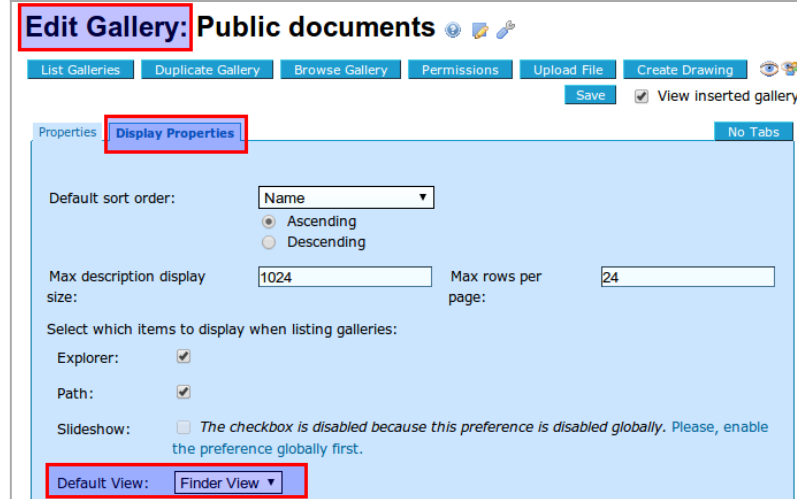 Edit Gallery: Public documents
List Galleries Duplicate Gallery Browse Gallery Permissions Upload File Create Drawing
Save View inserted gallery
Properties Display Properties No Tabs
Default sort order: Name
Ascending
Descending
Max description display size: 1024 Max rows per page: 24
Select which items to display when listing galleries:
Explorer:
Path:
Slideshow: The checkbox is disabled because this preference is disabled globally. Please, enable
the preference globally first.
Default View: Finder View